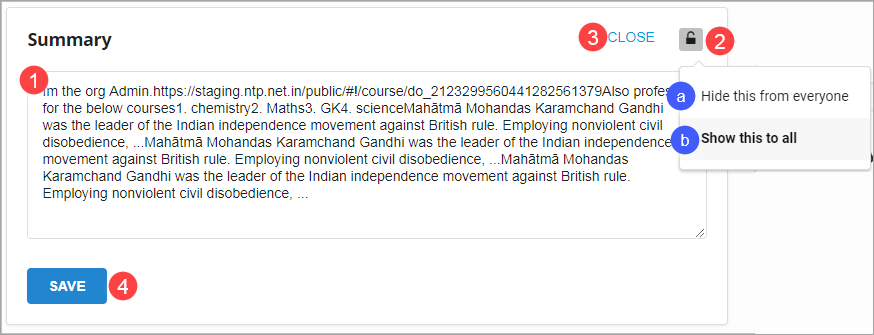 Summary
3 CLOSE 2
1
Im the org Admin.https://staging.ntp.net.in/public/#!/course/do_2123299560441282561379Also profes
for the below courses1. chemistry2. Maths3. GK4. scienceMahātmā Mohandas Karamchand Gandhi
was the leader of the Indian independence movement against British rule. Employing nonviolent civil
disobedience, ...Mahātmā Mohandas Karamchand Gandhi was the leader of the Indian independence
movement against British rule. Employing nonviolent civil disobedience, ...Mahātmā Mohandas
Karamchand Gandhi was the leader of the Indian independence movement against British rule.
Employing nonviolent civil disobedience, ...
a Hide this from everyone
b Show this to all
SAVE 4